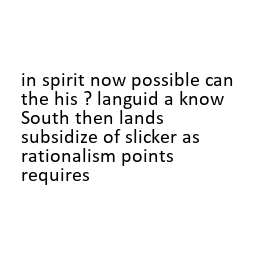 in spirit now possible can
the his ? languid a know
South then lands
subsidize of slicker as
rationalism points
requires